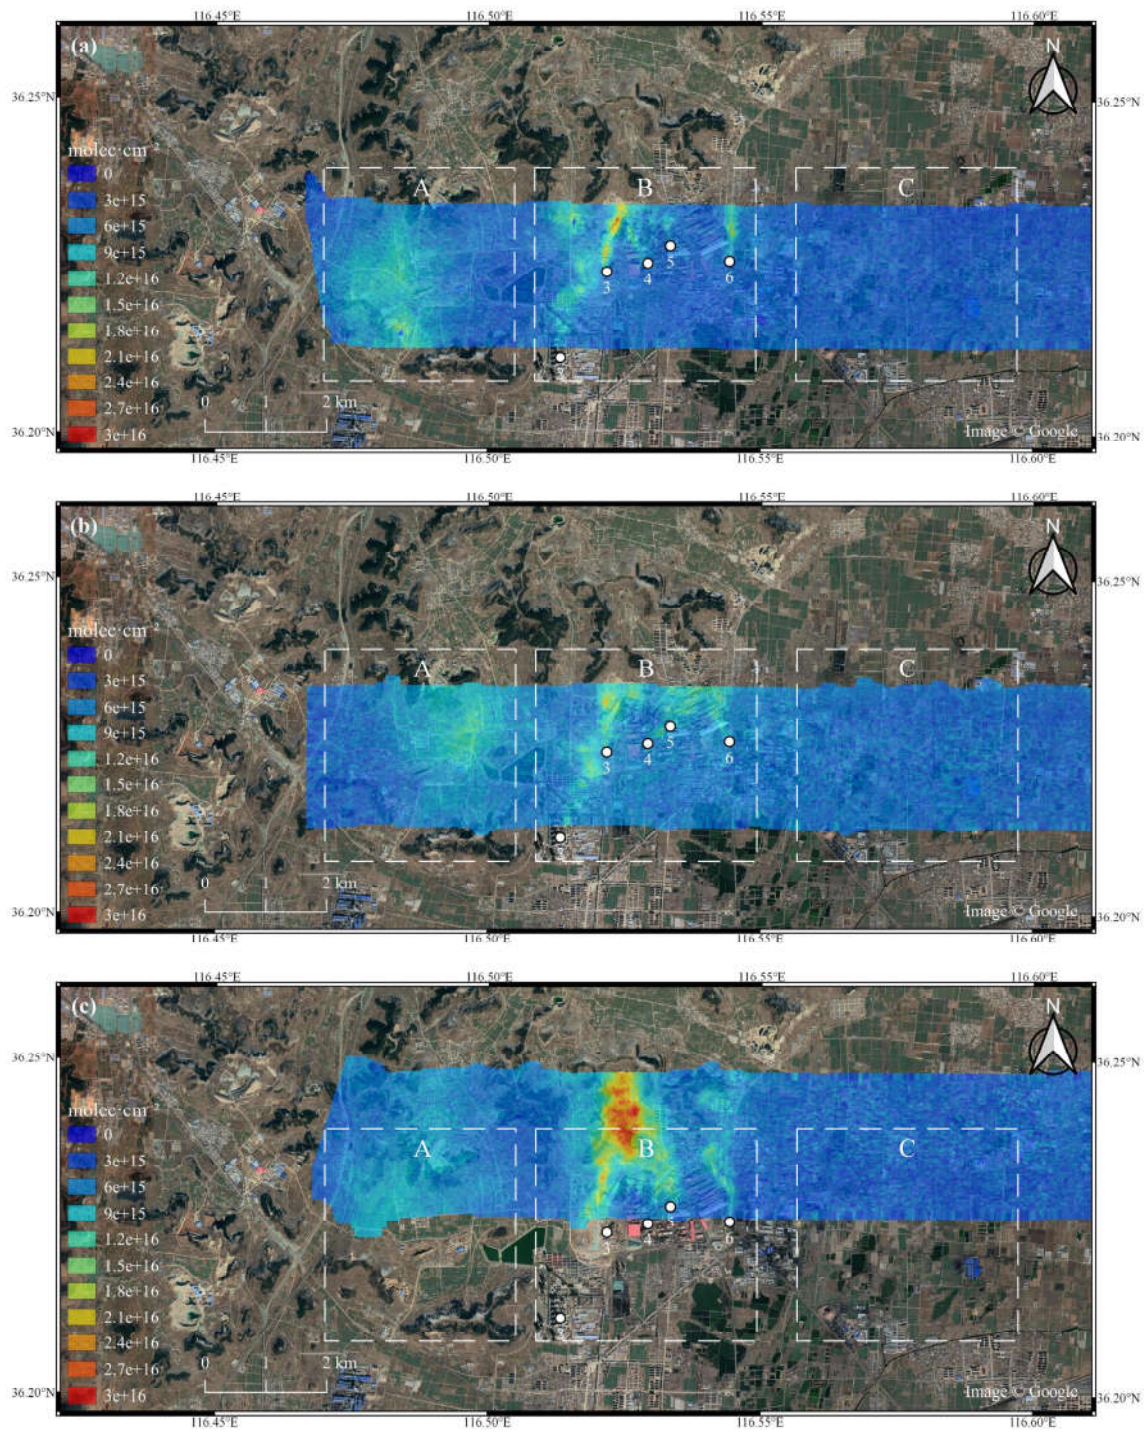 116.45°E 116.50°E 116.55°E 116.60°E
(a)
N
36.25°N 36.25°N
molec·cm⁻²
0
3e+15
6e+15
9e+15
1.2e+16
1.5e+16
1.8e+16
2.1e+16
2.4e+16
2.7e+16
3e+16
A B C
5
3 4 6
0 1 2 km
Image © Google
36.20°N 36.20°N
116.45°E 116.50°E 116.55°E 116.60°E
116.45°E 116.50°E 116.55°E 116.60°E
(b)
N
36.25°N 36.25°N
molec·cm⁻²
0
3e+15
6e+15
9e+15
1.2e+16
1.5e+16
1.8e+16
2.1e+16
2.4e+16
2.7e+16
3e+16
A B C
5
3 4 6
0 1 2 km
Image © Google
36.20°N 36.20°N
116.45°E 116.50°E 116.55°E 116.60°E
116.45°E 116.50°E 116.55°E 116.60°E
(c)
N
36.25°N 36.25°N
molec·cm⁻²
0
3e+15
6e+15
9e+15
1.2e+16
1.5e+16
1.8e+16
2.1e+16
2.4e+16
2.7e+16
3e+16
A B C
3 4 6
0 1 2 km
Image © Google
36.20°N 36.20°N
116.45°E 116.50°E 116.55°E 116.60°E